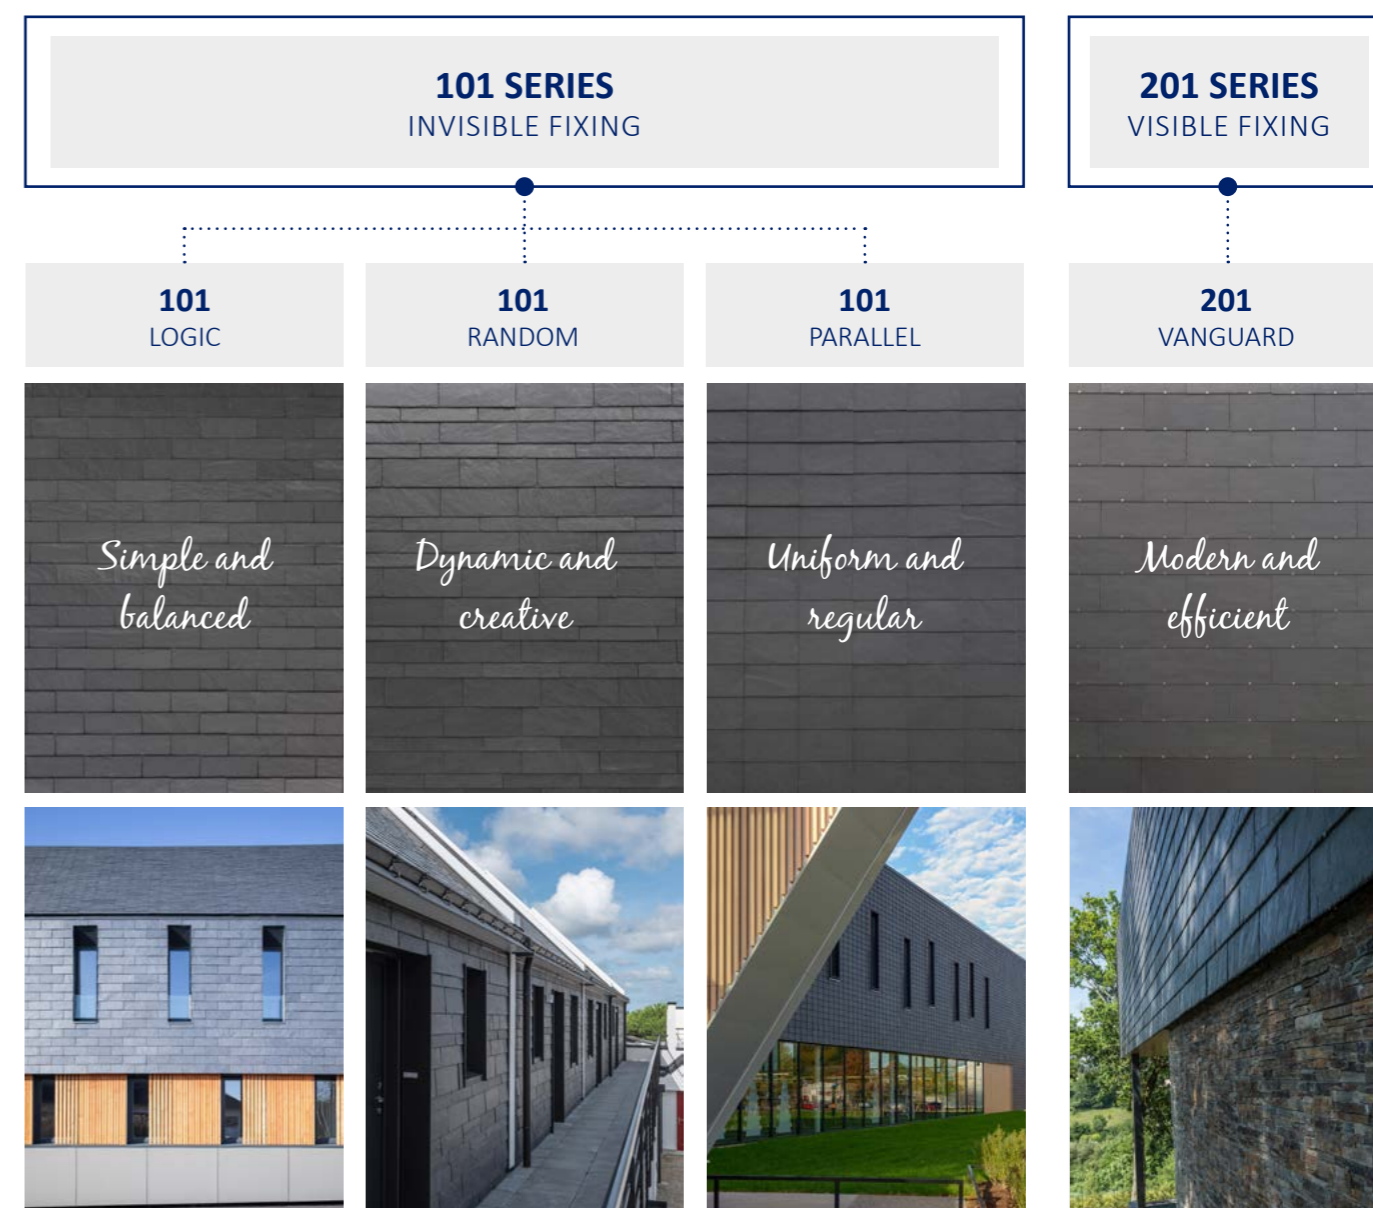 101 SERIES
INVISIBLE FIXING
201 SERIES
VISIBLE FIXING
101
LOGIC
101
RANDOM
101
PARALLEL
201
VANGUARD
Simple and
balanced
Dynamic and
creative
Uniform and
regular
Modern and
efficient